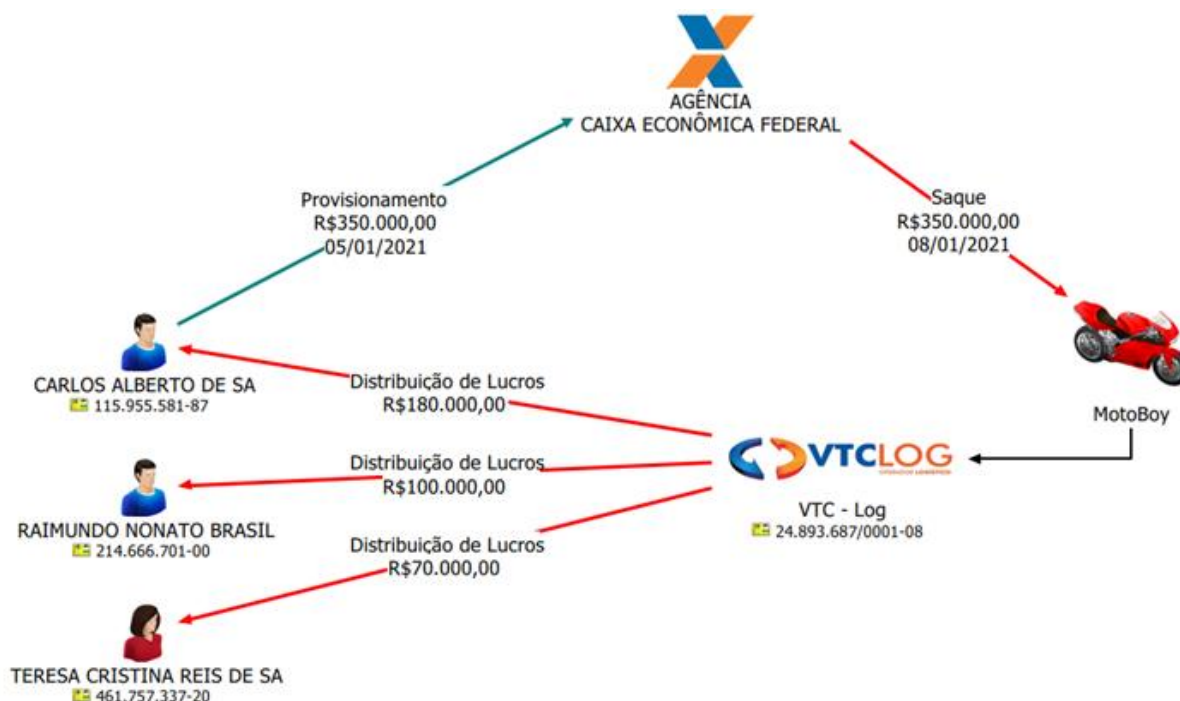 AGÊNCIA
CAIXA ECONÔMICA FEDERAL
Provisionamento
R$350.000,00
05/01/2021
Saque
R$350.000,00
08/01/2021
CARLOS ALBERTO DE SA
115.955.581-87
Distribuição de Lucros
R$180.000,00
MotoBoy
VTCLOG
Distribuição de Lucros
R$100.000,00
VTC - Log
24.893.687/0001-08
RAIMUNDO NONATO BRASIL
214.666.701-00
Distribuição de Lucros
R$70.000,00
TERESA CRISTINA REIS DE SA
461.757.337-20